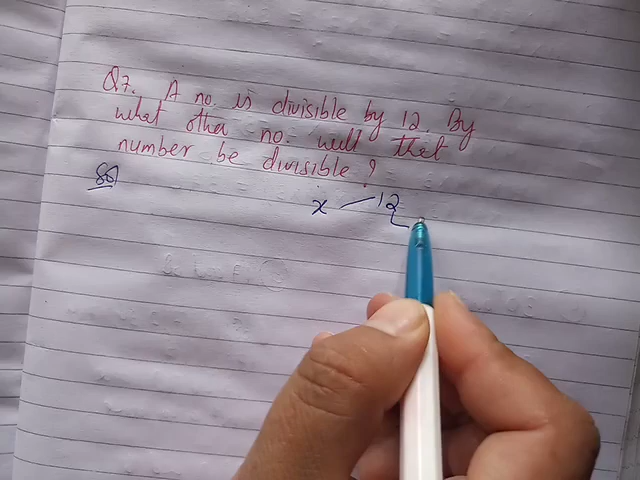 Q7. A no. is divisible by 12. By
what other no. will that
number be divisible?
Sol
x 12